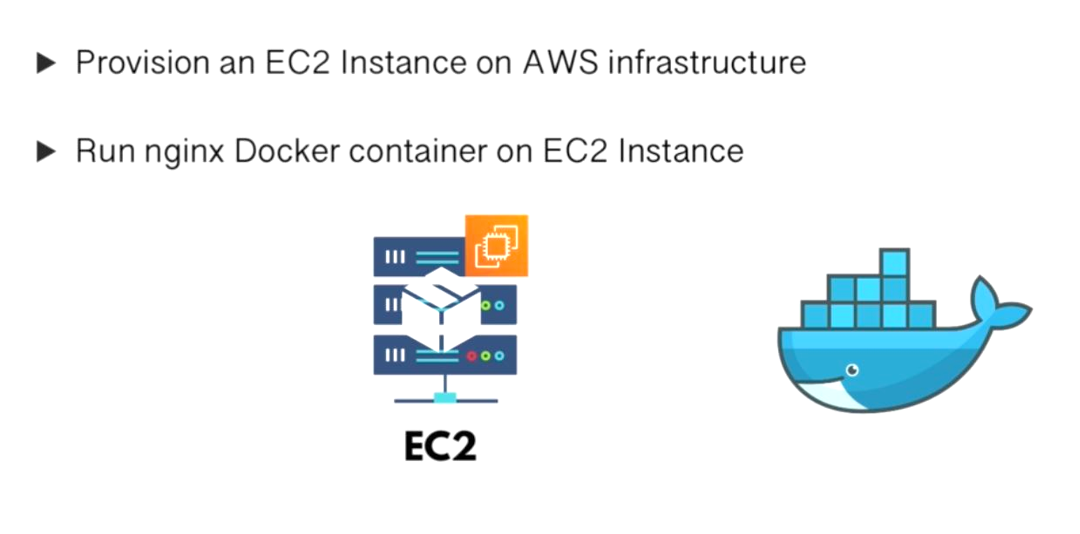 Provision an EC2 Instance on AWS infrastructure
Run nginx Docker container on EC2 Instance
EC2